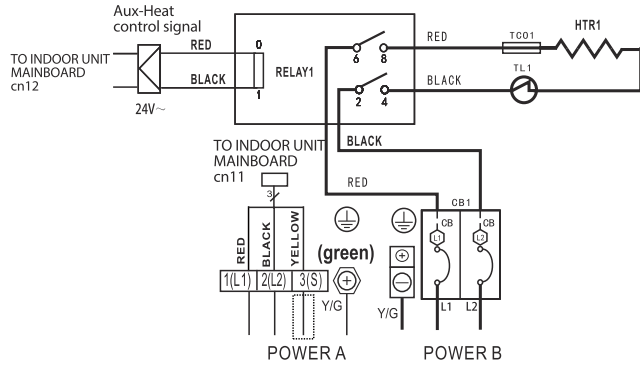 Aux-Heat
control signal
TO INDOOR UNIT
MAINBOARD
cn12
RED
BLACK
24V~
0
1
RELAY1
6
8
2
4
RED
BLACK
TCO1
HTR1
TL1
TO INDOOR UNIT
MAINBOARD
cn11
BLACK
RED
3
RED
BLACK
YELLOW
(green)
CB1
CB
CB
L1
L2
1(L1)
2(L2)
3(S)
Y/G
Y/G
L1
L2
POWER A
POWER B